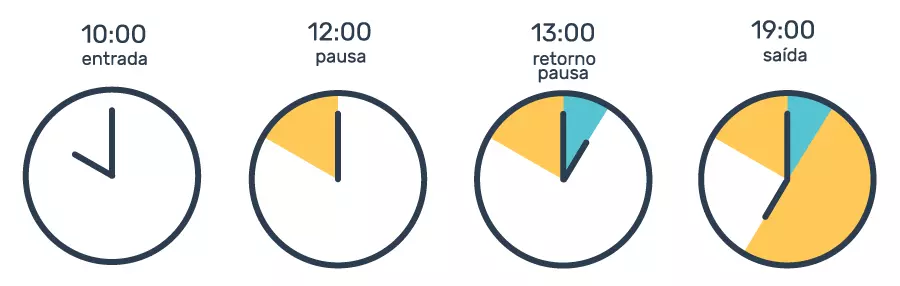 10:00
entrada
12:00
pausa
13:00
retorno
pausa
19:00
saída